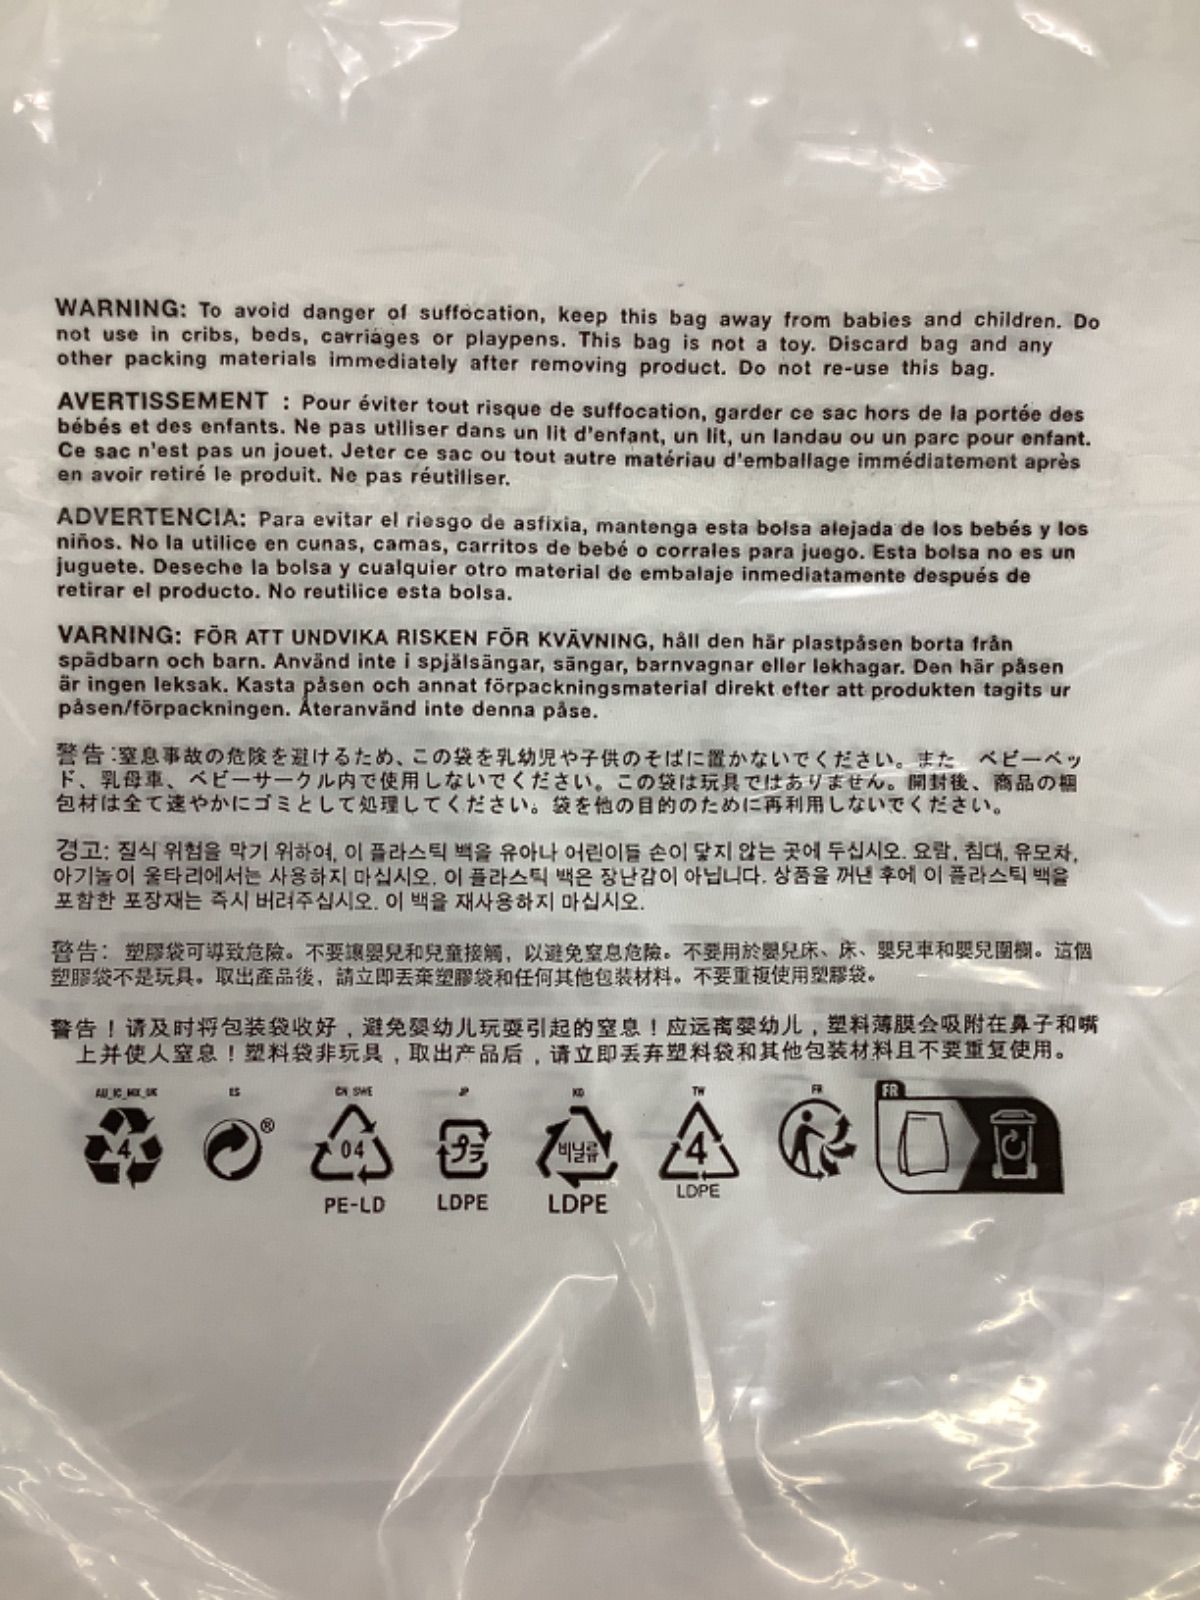 WARNING: To avoid danger of suffocation, keep this bag away from babies and children. Do
not use in cribs, beds, carriages or playpens. This bag is not a toy. Discard bag and any
other packing materials immediately after removing product. Do not re-use this bag.
AVERTISSEMENT : Pour éviter tout risque de suffocation, garder ce sac hors de la portée des
bébés et des enfants. Ne pas utiliser dans un lit d'enfant, un lit, un landau ou un parc pour enfant.
Ce sac n'est pas un jouet. Jeter ce sac ou tout autre matériau d'emballage immédiatement après
en avoir retiré le produit. Ne pas réutiliser.
ADVERTENCIA: Para evitar el riesgo de asfixia, mantenga esta bolsa alejada de los bebés y los
niños. No la utilice en cunas, camas, carritos de bebé o corrales para juego. Esta bolsa no es un
juguete. Deseche la bolsa y cualquier otro material de embalaje inmediatamente después de
retirar el producto. No reutilice esta bolsa.
VARNING: FÖR ATT UNDVIKA RISKEN FÖR KVÄVNING, håll den här plastpåsen borta från
spädbarn och barn. Använd inte i spjälsängar, sängar, barnvagnar eller lekhagar. Den här påsen
är ingen leksak. Kasta påsen och annat förpackningsmaterial direkt efter att produkten tagits ur
påsen/förpackningen. Återanvänd inte denna påse.
警告:窒息事故の危険を避けるため、この袋を乳幼児や子供のそばに置かないでください。また ベビーベッ
ド、乳母車、ベビーサークル内で使用しないでください。この袋は玩具ではありません。開封後、商品の梱
包材は全て速やかにゴミとして処理してください。袋を他の目的のために再利用しないでください。
경고: 질식 위험을 막기 위하여, 이 플라스틱 백을 유아나 어린이들 손이 닿지 않는 곳에 두십시오. 요람, 침대, 유모차,
아기놀이 울타리에서는 사용하지 마십시오. 이 플라스틱 백은 장난감이 아닙니다. 상품을 꺼낸 후에 이 플라스틱 백을
포함한 포장재는 즉시 버려주십시오. 이 백을 재사용하지 마십시오.
警告：塑膠袋可導致危險。不要讓嬰兒和兒童接觸，以避免窒息危險。不要用於嬰兒床、床、嬰兒車和嬰兒圍欄。這個
塑膠袋不是玩具。取出產品後，請立即丟棄塑膠袋和任何其他包裝材料。不要重複使用塑膠袋。
警告！请及时将包装袋收好，避免婴幼儿玩耍引起的窒息！应远离婴幼儿，塑料薄膜会吸附在鼻子和嘴
上并使人窒息！塑料袋非玩具，取出产品后，请立即丢弃塑料袋和其他包装材料且不要重复使用。
AU_IC_MX_UK ES CN SWE JP KO TW FR FR
4 ® 04 プラ 비닐류 4
PE-LD LDPE LDPE LDPE